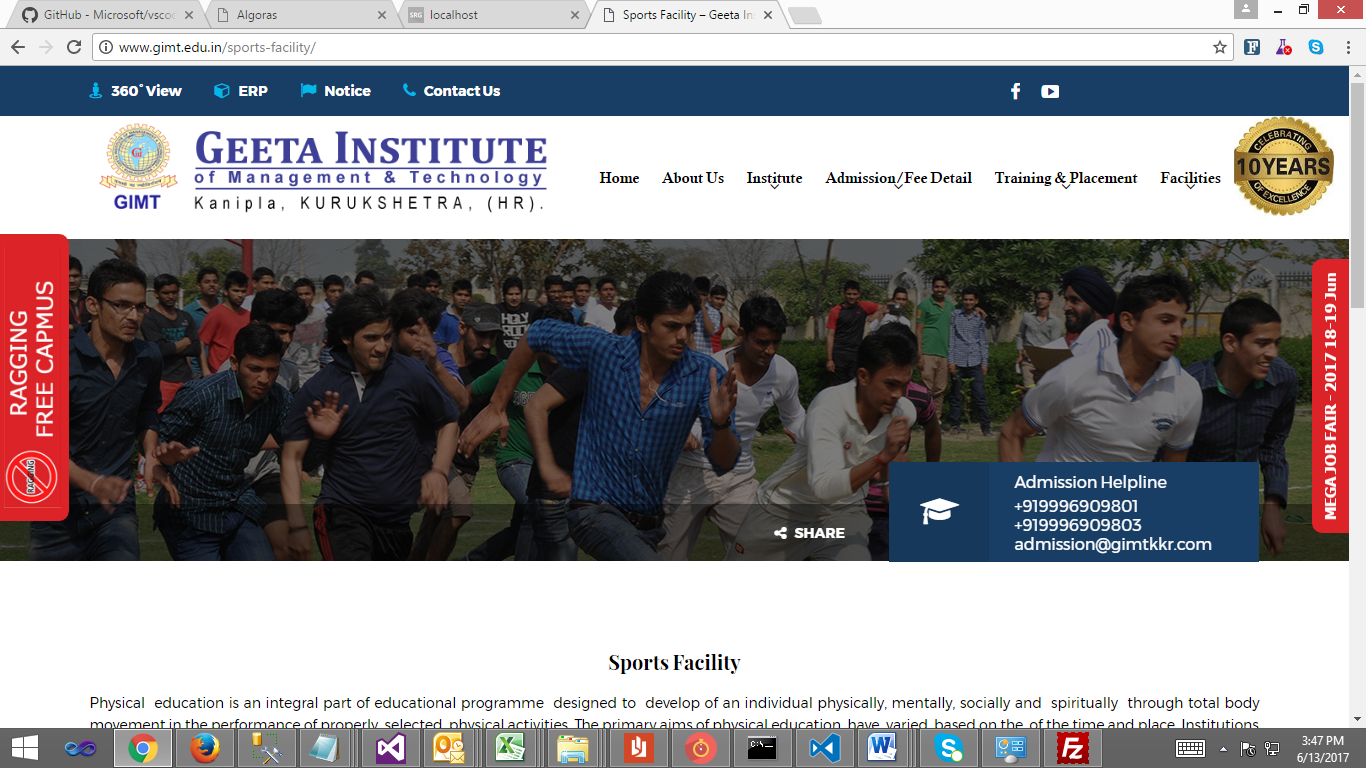 GitHub - Microsoft/vscod
Algoras
SRG localhost
Sports Facility – Geeta In
www.gimt.edu.in/sports-facility/
360° View ERP Notice Contact Us
GEETA INSTITUTE
of Management & Technology
Kanipla, KURUKSHETRA, (HR).
GIMT
Home About Us Institute Admission/Fee Detail Training & Placement Facilities
CELEBRATING
10 YEARS
OF EXCELLENCE
RAGGING
FREE CAPMUS
RAGGING
HOLY
MEGA JOB FAIR - 2017 18-19 Jun
SHARE
Admission Helpline
+919996909801
+919996909803
admission@gimtkkr.com
Sports Facility
Physical education is an integral part of educational programme designed to develop of an individual physically, mentally, socially and spiritually through total body
movement in the performance of properly selected physical activities. The primary aims of physical education have varied based on the of the time and place. Institutions
3:47 PM
6/13/2017